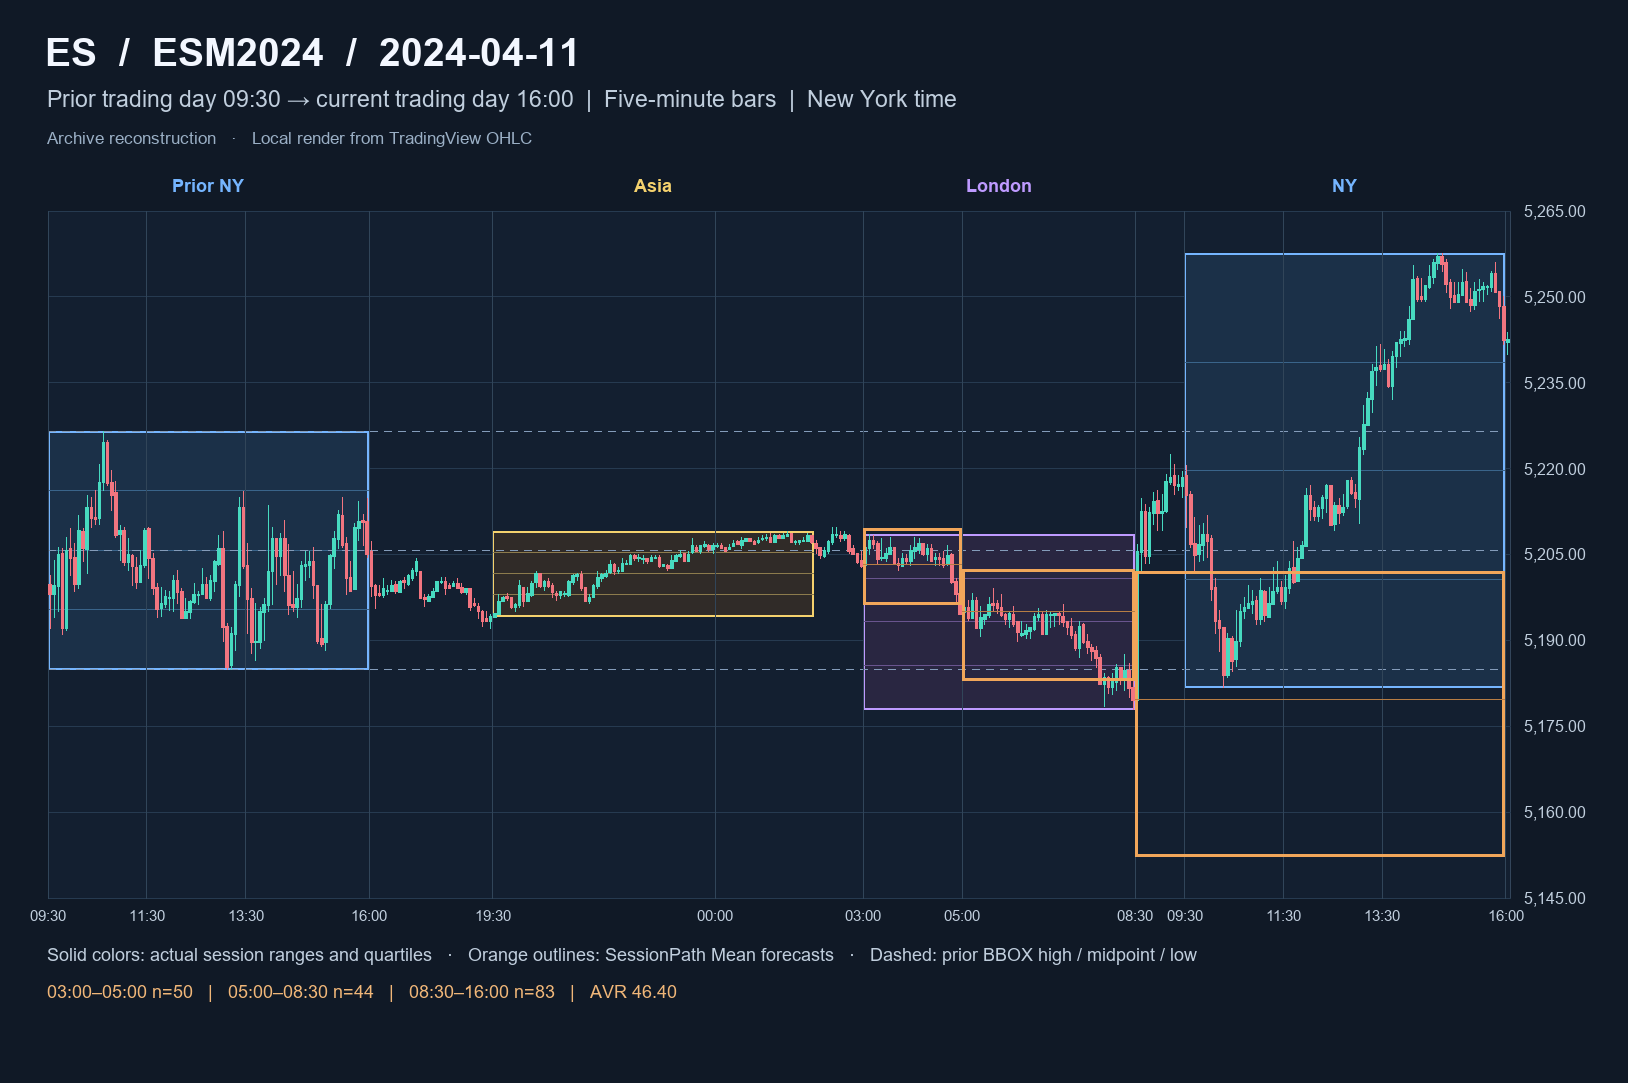 ES / ESM2024 / 2024-04-11
Prior trading day 09:30 → current trading day 16:00 | Five-minute bars | New York time
Archive reconstruction · Local render from TradingView OHLC
Prior NY Asia London NY
5,265.00
5,250.00
5,235.00
5,220.00
5,205.00
5,190.00
5,175.00
5,160.00
5,145.00
09:30 11:30 13:30 16:00 19:30 00:00 03:00 05:00 08:30 09:30 11:30 13:30 16:00
Solid colors: actual session ranges and quartiles · Orange outlines: SessionPath Mean forecasts · Dashed: prior BBOX high / midpoint / low
03:00–05:00 n=50 | 05:00–08:30 n=44 | 08:30–16:00 n=83 | AVR 46.40